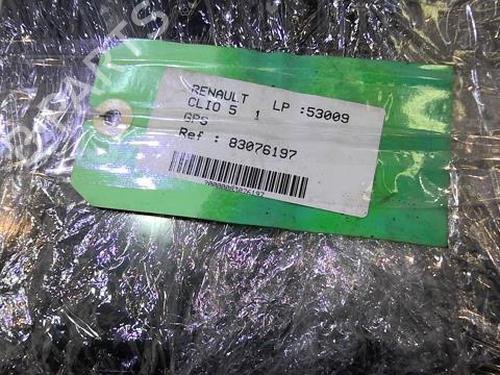 RENAULT LP :53009
CLIO 5 1
GPS
Ref : 83076197